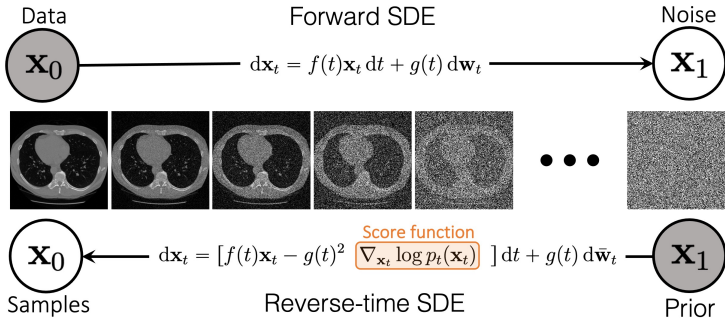 Data Forward SDE Noise
𝐱₀ d𝐱ₜ = f(t)𝐱ₜ dt + g(t) d𝐰ₜ 𝐱₁
Score function
𝐱₀ d𝐱ₜ = [f(t)𝐱ₜ − g(t)² ∇_𝐱ₜ log pₜ(𝐱ₜ) ] dt + g(t) d𝐰̄ₜ 𝐱₁
Samples Reverse-time SDE Prior